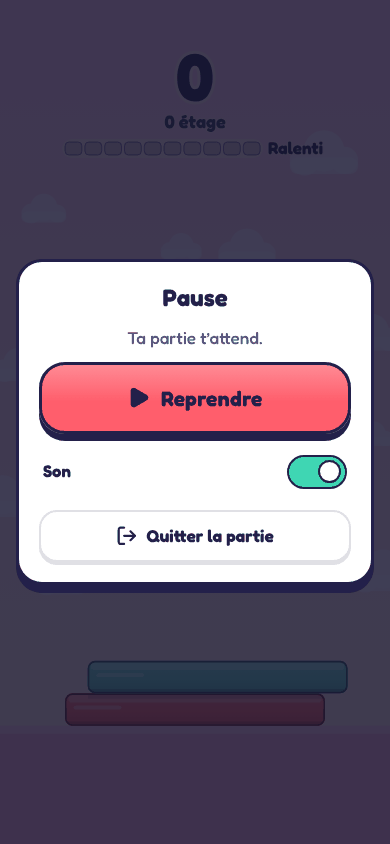 0
0 étage
Ralenti
Pause
Ta partie t'attend.
Reprendre
Son
Quitter la partie